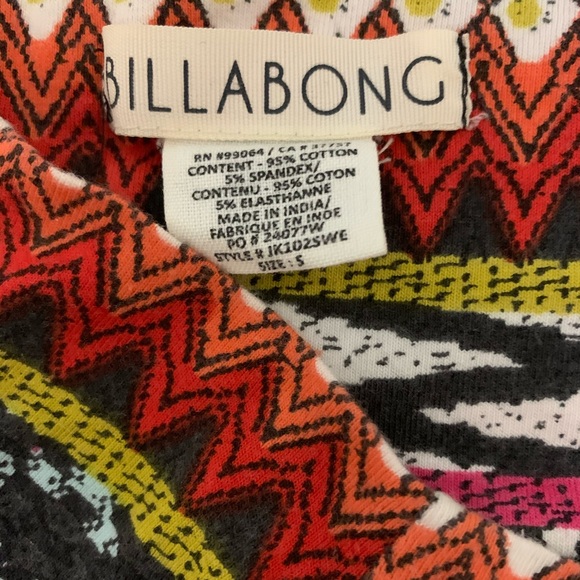 BILLABONG
RN #99064 / CA # 37757
CONTENT - 95% COTTON
5% SPANDEX/
CONTENU - 95% COTON
5% ELASTHANNE
MADE IN INDIA/
FABRIQUE EN INDE
PO # 24077W
STYLE # JK102SWE
SIZE : S